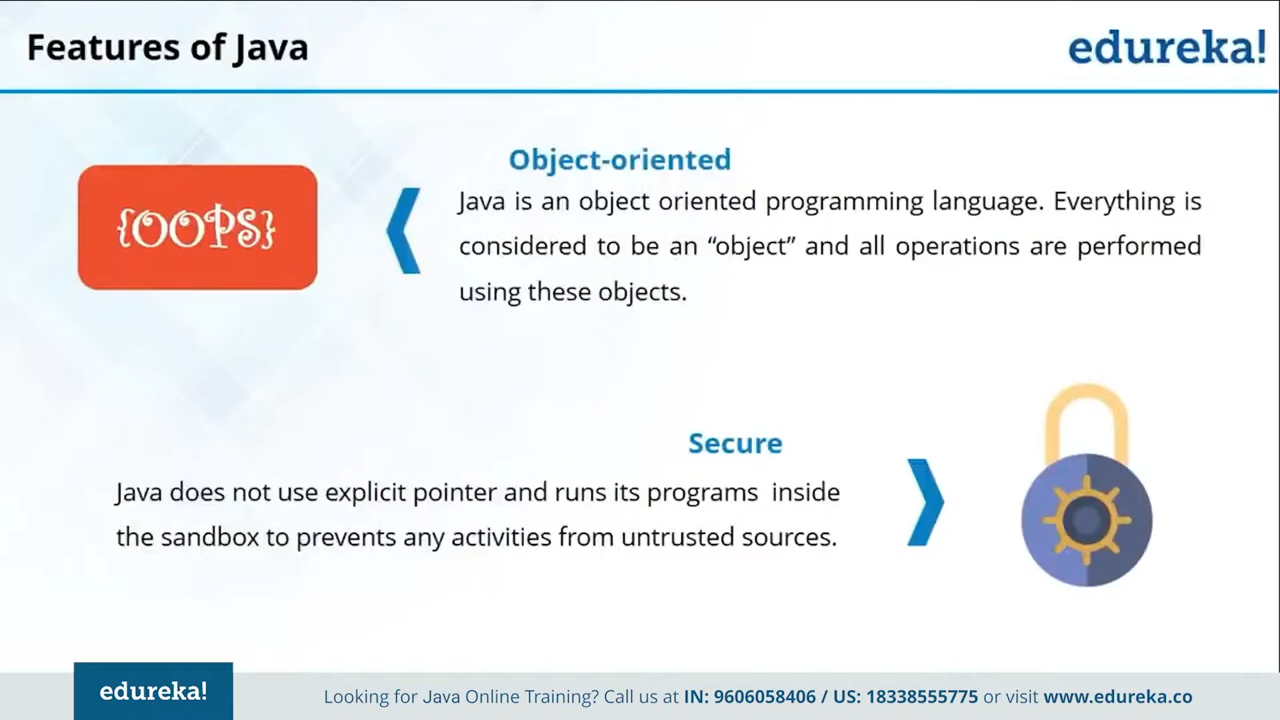 Features of Java
edureka!
Object-oriented
{OOPS}
Java is an object oriented programming language. Everything is
considered to be an “object” and all operations are performed
using these objects.
Secure
Java does not use explicit pointer and runs its programs inside
the sandbox to prevents any activities from untrusted sources.
edureka!
Looking for Java Online Training? Call us at IN: 9606058406 / US: 18338555775 or visit www.edureka.co